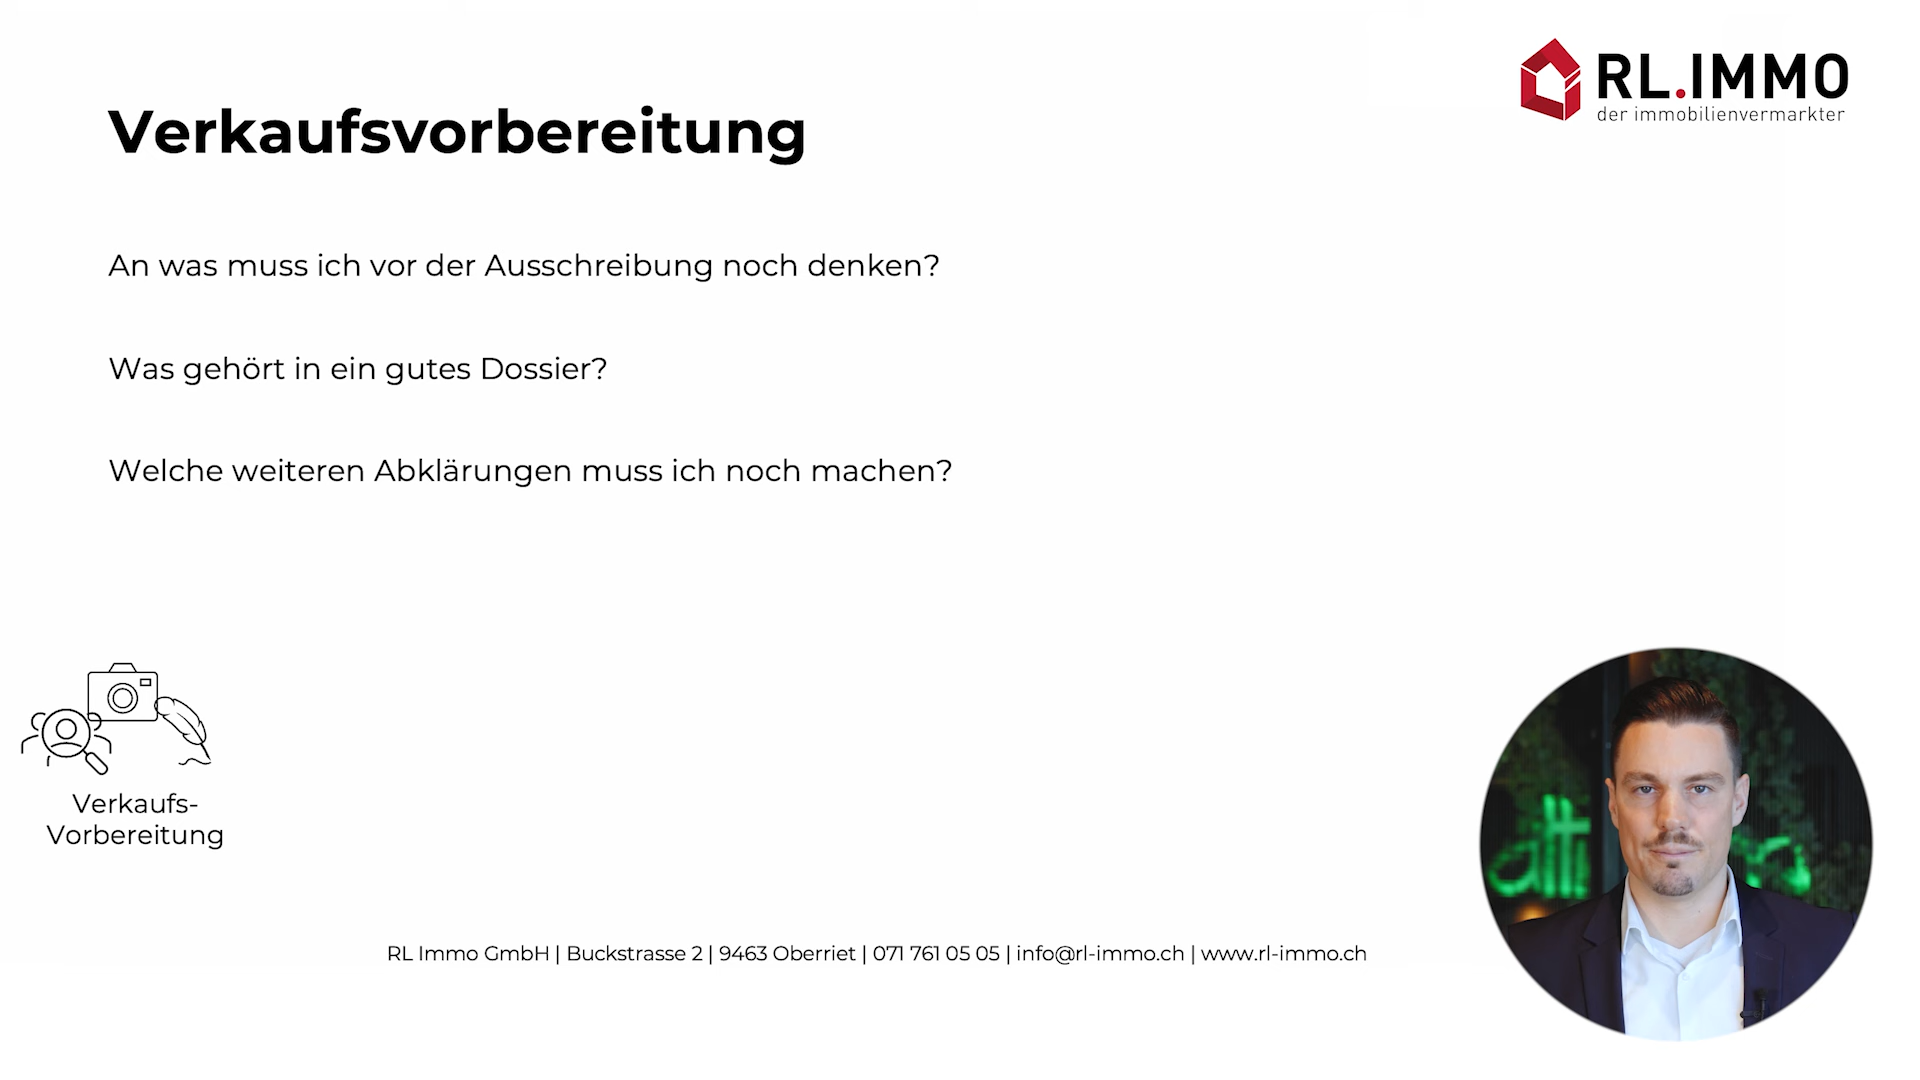 RL.IMMO
der immobilienvermarkter
Verkaufsvorbereitung
An was muss ich vor der Ausschreibung noch denken?
Was gehört in ein gutes Dossier?
Welche weiteren Abklärungen muss ich noch machen?
Verkaufs-
Vorbereitung
RL Immo GmbH | Buckstrasse 2 | 9463 Oberriet | 071 761 05 05 | info@rl-immo.ch | www.rl-immo.ch